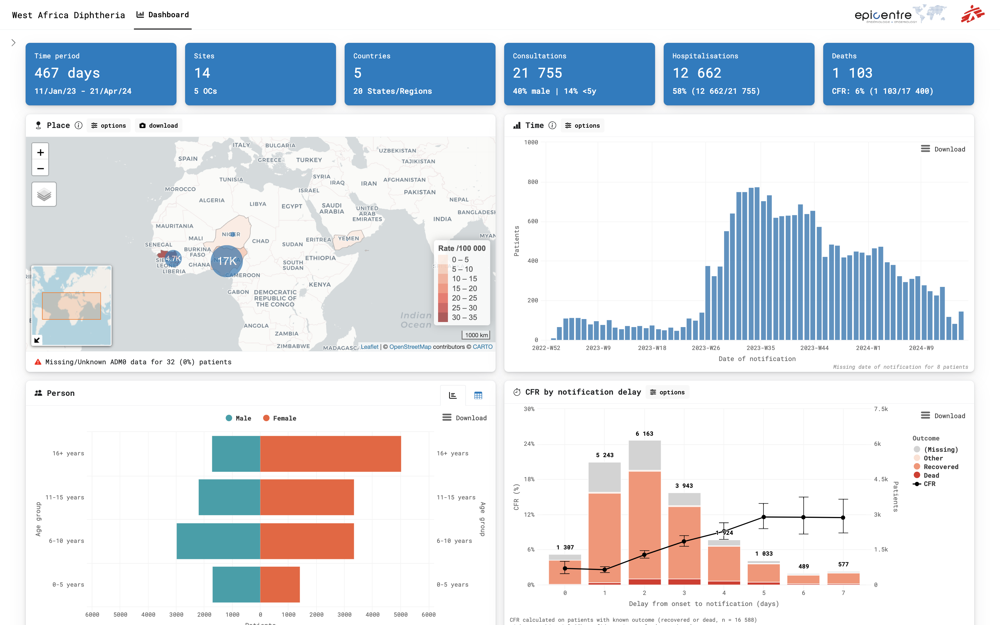 West Africa Diphtheria
Dashboard
epicentre
EPIDÉMIOLOGIE • EPIDEMIOLOGY
Time period
467 days
11/Jan/23 - 21/Apr/24
Sites
14
5 OCs
Countries
5
20 States/Regions
Consultations
21 755
40% male | 14% <5y
Hospitalisations
12 662
58% (12 662/21 755)
Deaths
1 103
CFR: 6% (1 103/17 400)
Place
options
download
+
−
ITALY
BULGARIA
UZBEKISTAN
SPAIN
GREECE
TURKEY
TAJIKISTAN
TUNISIA
SYRIA
IRAQ
IRAN
AFGHANISTAN
MOROCCO
ISRAEL
PAKISTAN
ALGERIA
LIBYA
EGYPT
SAUDI
ARABIA
UNITED
ARAB
EMIRATES
NEPAL
BANGLADESH
INDIA
MAURITANIA
NIGER
MALI
CHAD
SUDAN
ERITREA
YEMEN
MYAN
SENEGAL
BURKINA
FASO
4.7K
17K
GHANA
LIBERIA
SOUTH
SUDAN
ETHIOPIA
CAMEROON
KENYA
GABON
DEMOCRATIC
REPUBLIC OF
THE CONGO
ANGOLA
ZAMBIA
ZIMBABWE
MADAGASCA
Indian
Ocean
Rate /100 000
0 – 5
5 – 10
10 – 15
15 – 20
20 – 25
25 – 30
30 – 35
1000 km
Leaflet | © OpenStreetMap contributors © CARTO
Missing/Unknown ADM0 data for 32 (0%) patients
Time
options
Download
1000
800
600
400
200
0
Patients
2022-W52
2023-W9
2023-W18
2023-W26
2023-W35
2023-W44
2024-W1
2024-W9
Date of notification
Missing date of notification for 8 patients
Person
Male
Female
Download
Age group
16+ years
11-15 years
6-10 years
0-5 years
16+ years
11-15 years
6-10 years
0-5 years
Age group
6000
5000
4000
3000
2000
1000
0
1000
2000
3000
4000
5000
6000
Patients
CFR by notification delay
options
Download
30%
24%
18%
12%
6%
0%
CFR (%)
1 307
5 243
6 163
3 943
1 924
1 033
489
577
7.5k
6k
4.5k
3k
1.5k
0
Patients
0
1
2
3
4
5
6
7
Delay from onset to notification (days)
Outcome
(Missing)
Other
Recovered
Dead
CFR
CFR calculated on patients with known outcome (recovered or dead, n = 16 588)